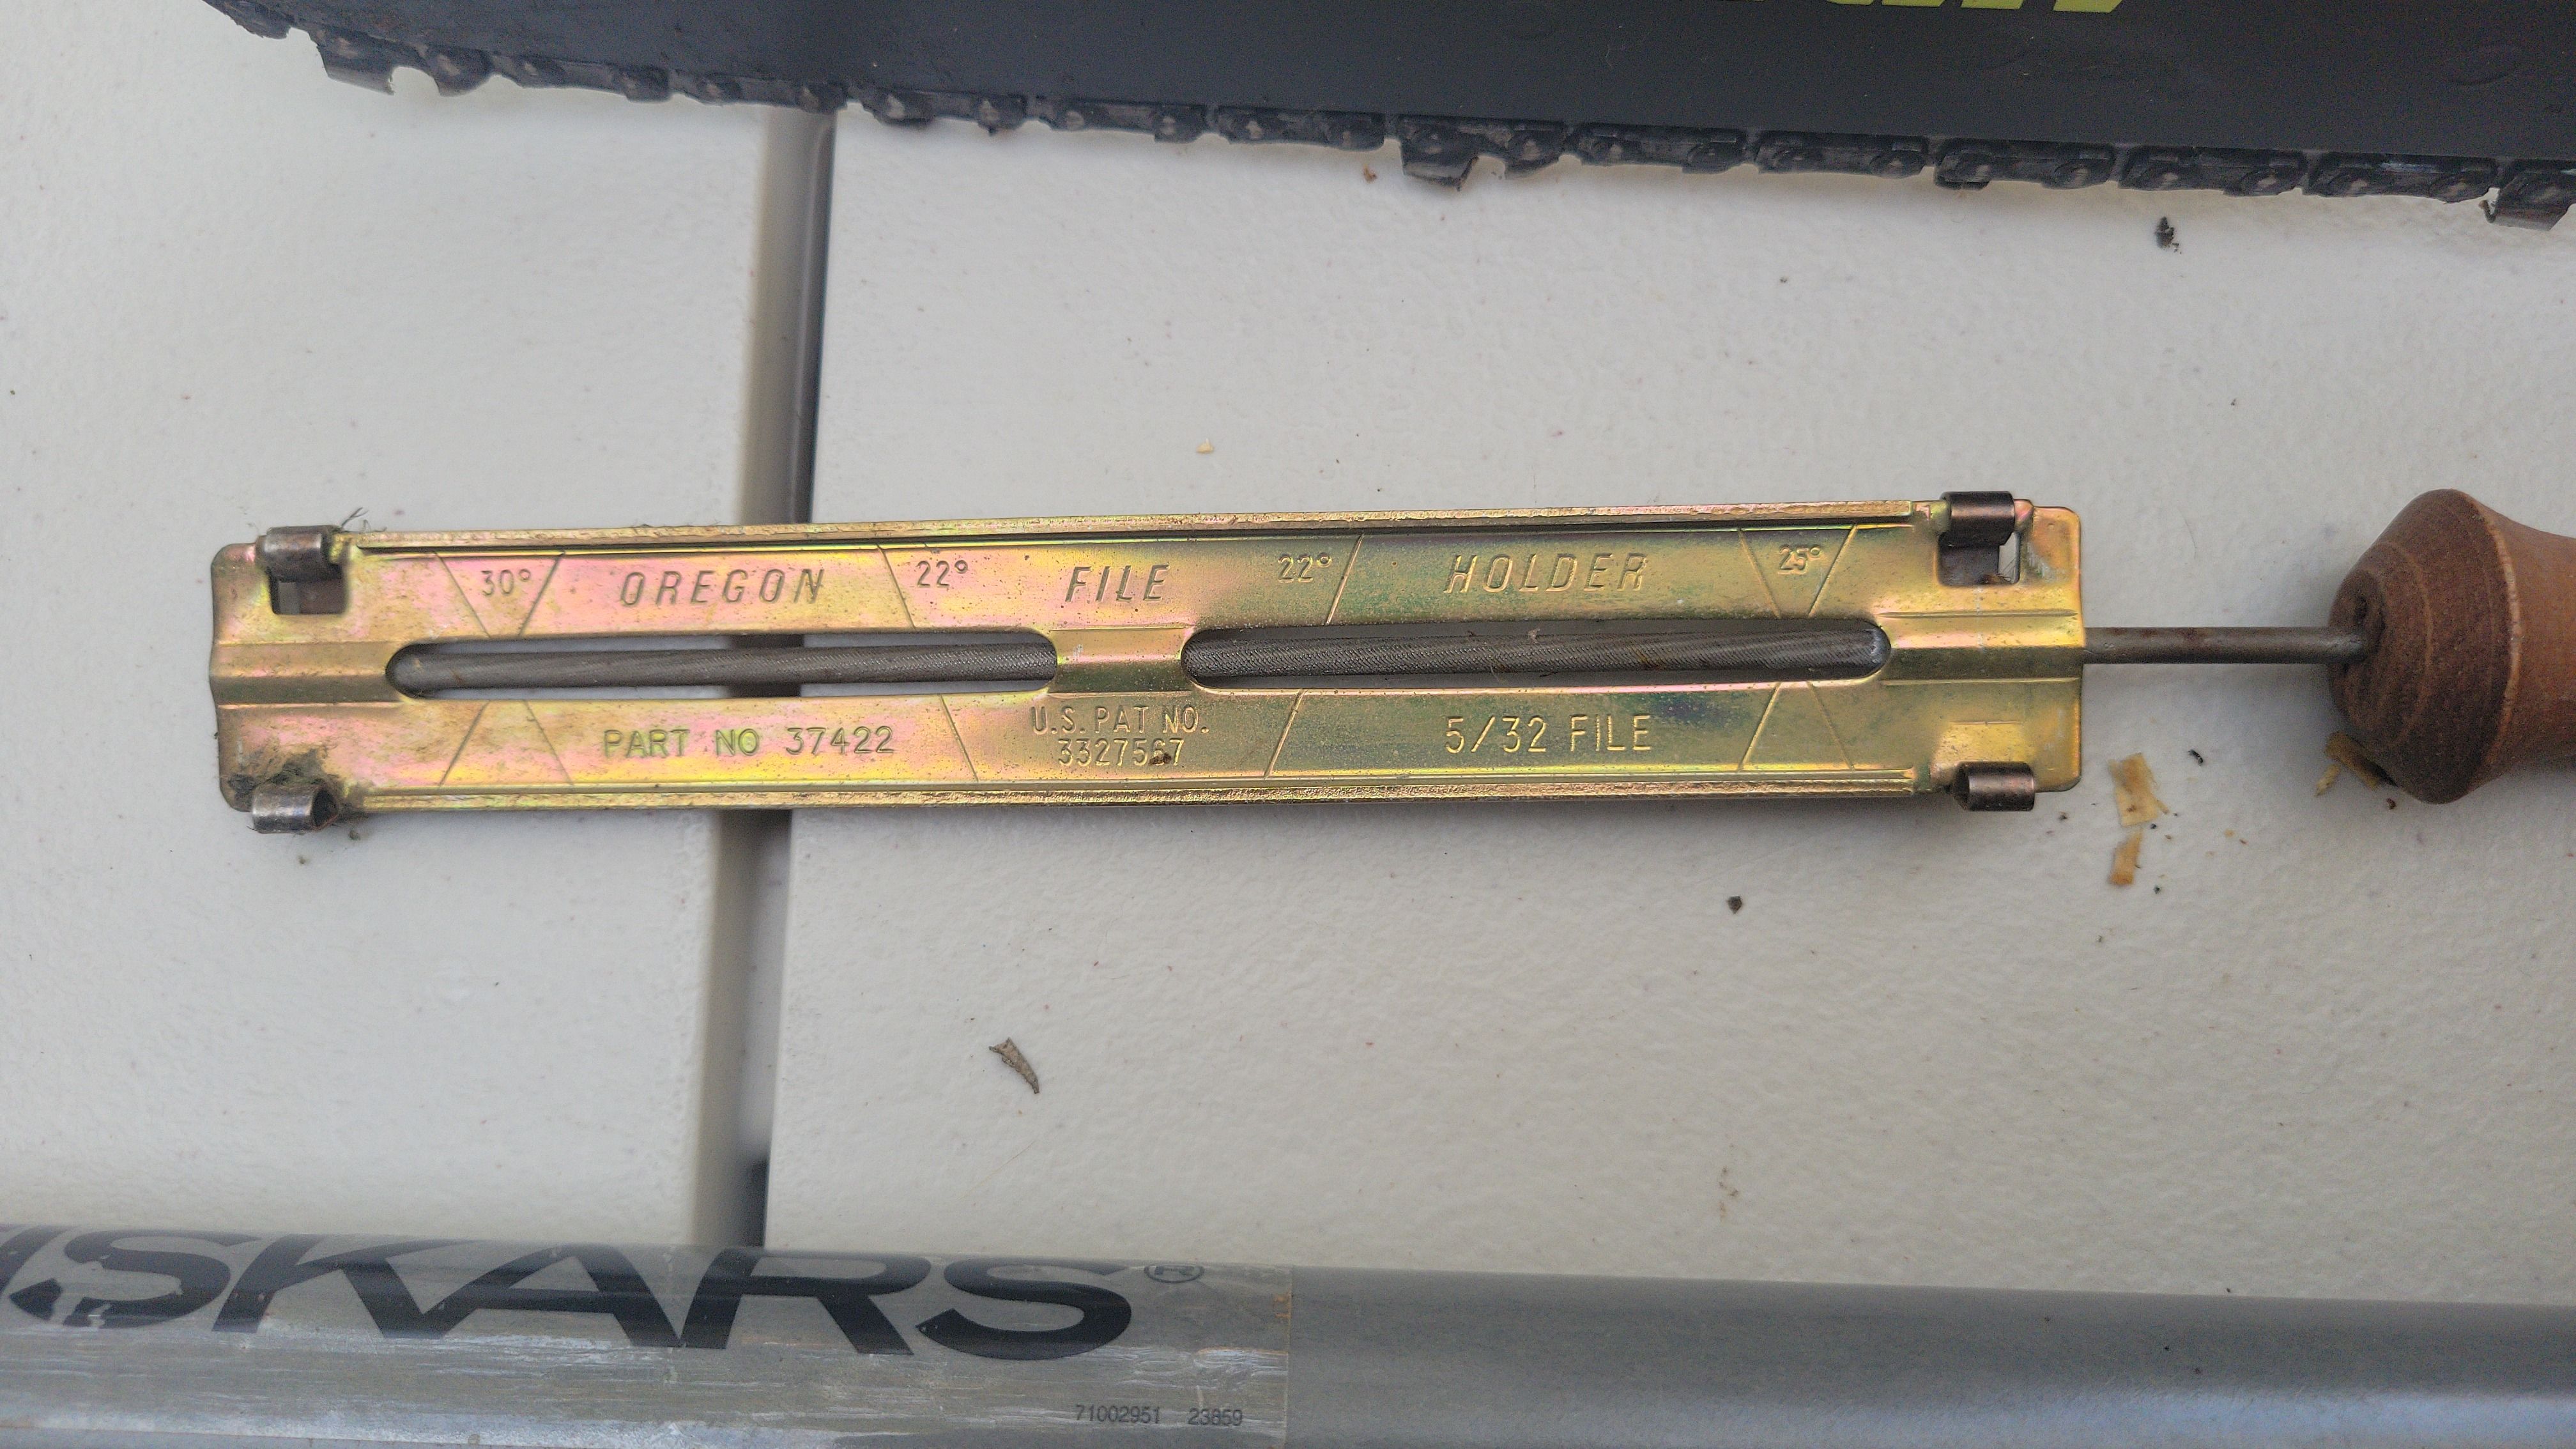 30° OREGON 22° FILE 22° HOLDER 25°
PART NO 37422
U.S. PAT NO.
3327567
5/32 FILE
ISKARS®
71002951 23859